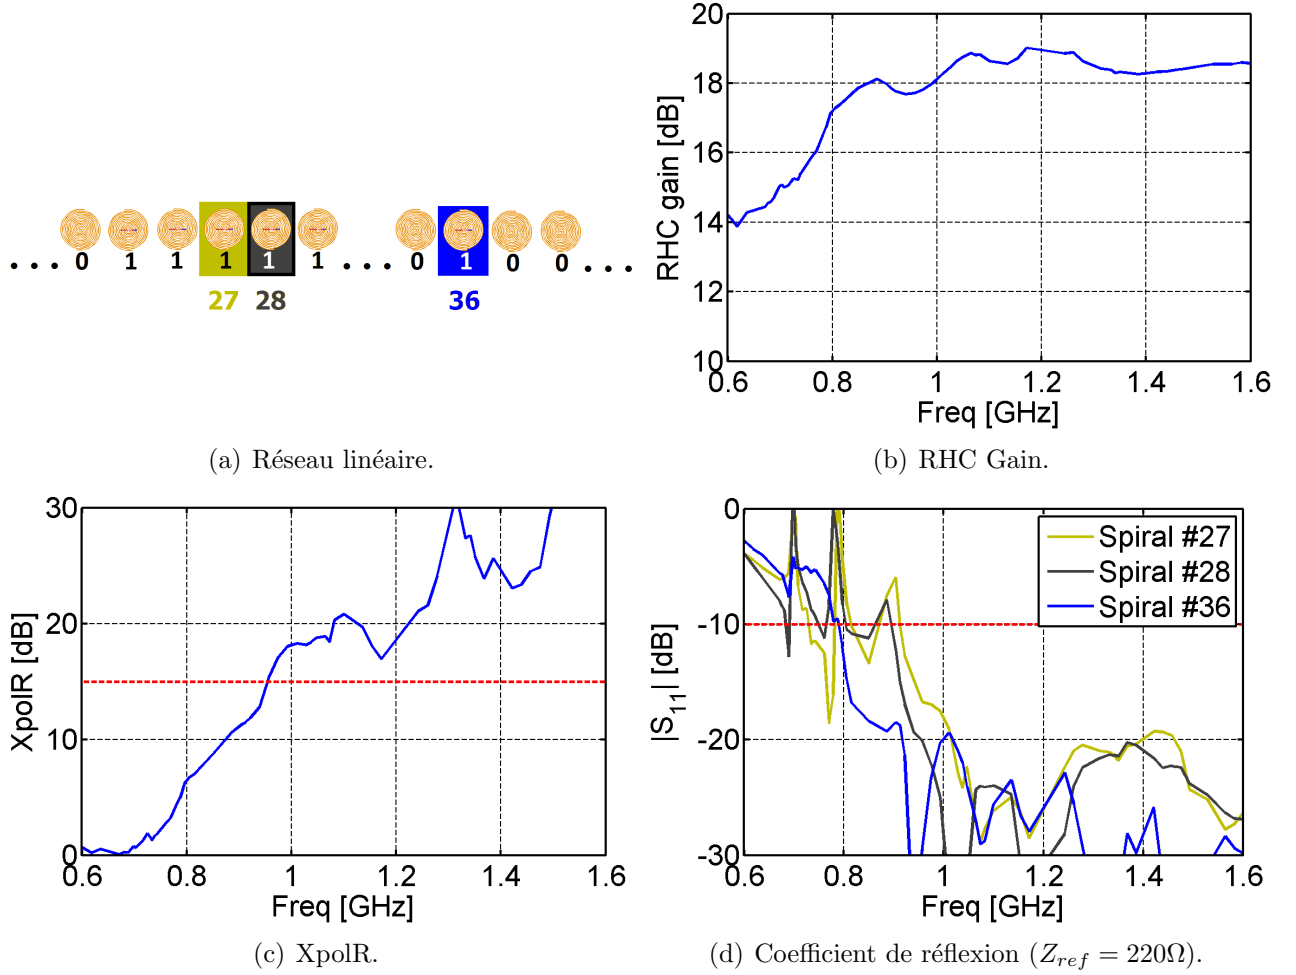 • • • 0 1 1 1 1 1 • • • 0 1 0 0 • • •
27 28 36
(a) Réseau linéaire.
20
18
16
14
12
10
RHC gain [dB]
0.6 0.8 1 1.2 1.4 1.6
Freq [GHz]
(b) RHC Gain.
30
20
10
0
XpolR [dB]
0.6 0.8 1 1.2 1.4 1.6
Freq [GHz]
(c) XpolR.
0
-10
-20
-30
|S11| [dB]
Spiral #27
Spiral #28
Spiral #36
0.6 0.8 1 1.2 1.4 1.6
Freq [GHz]
(d) Coefficient de réflexion (Zref = 220Ω).